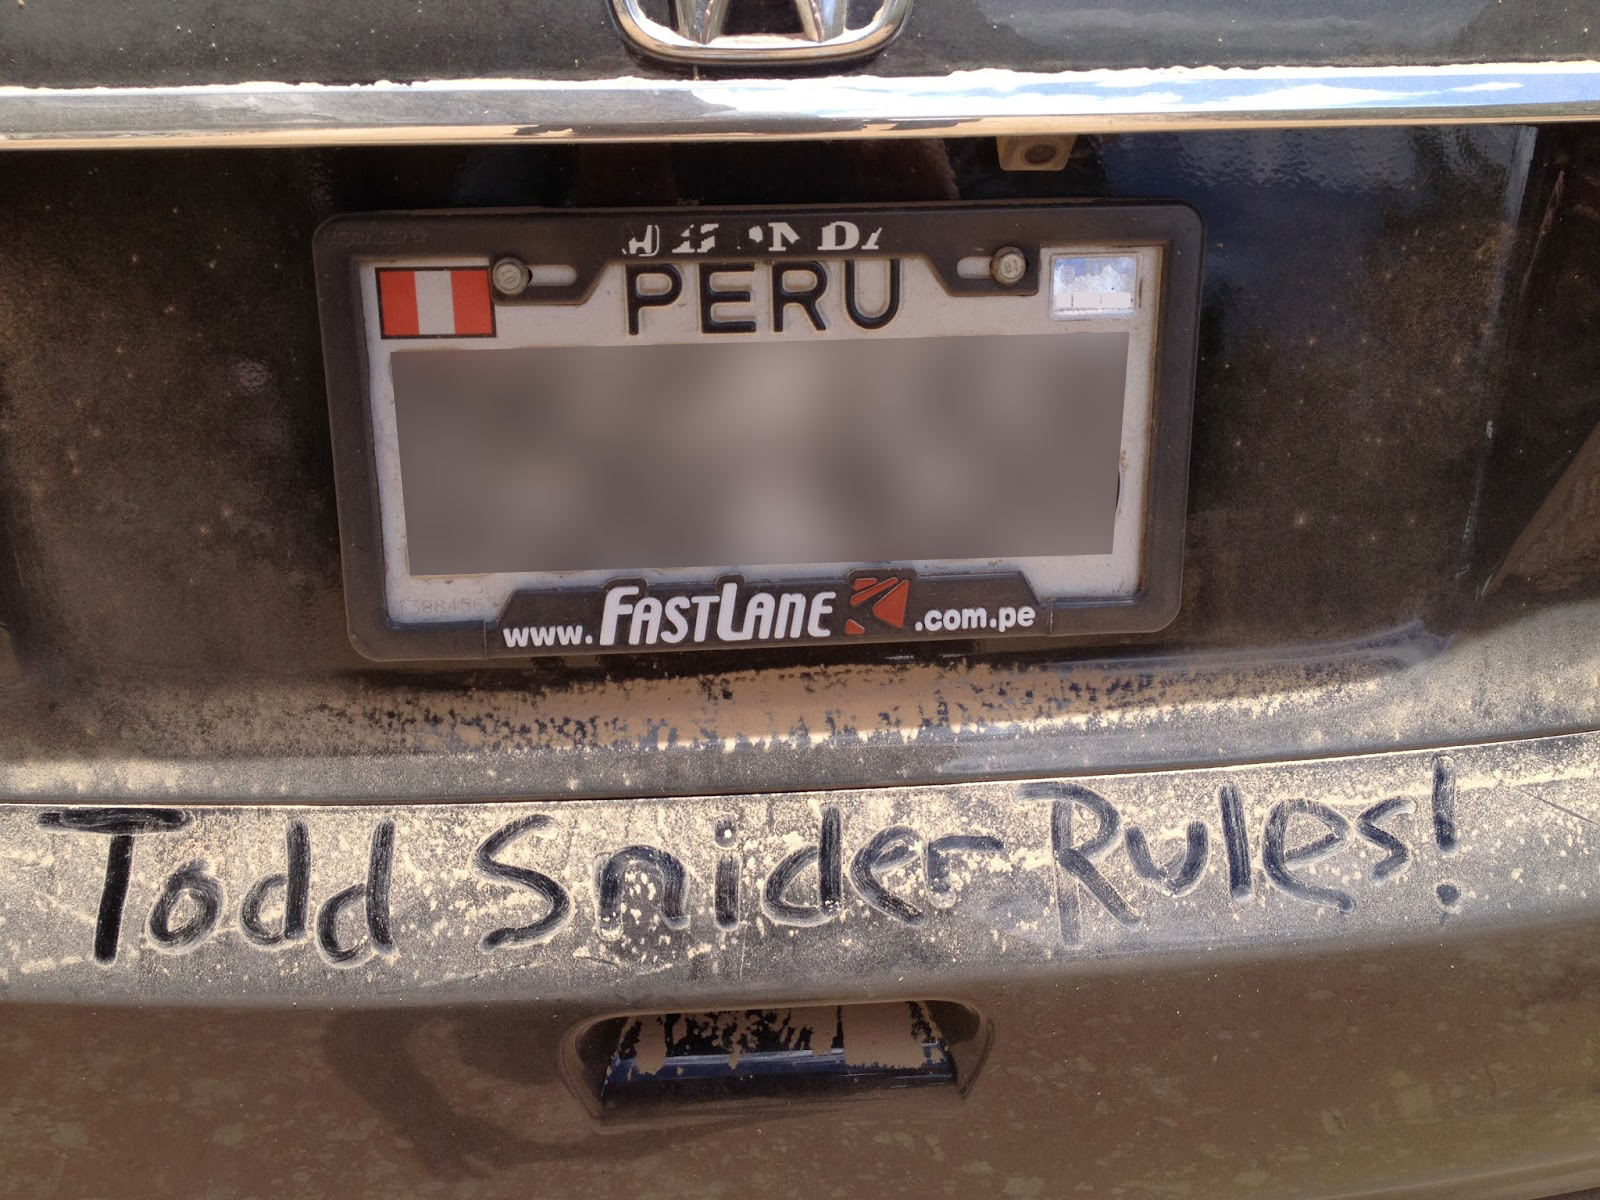 PERU
www.FASTLANE.com.pe
Todd Snider Rules!